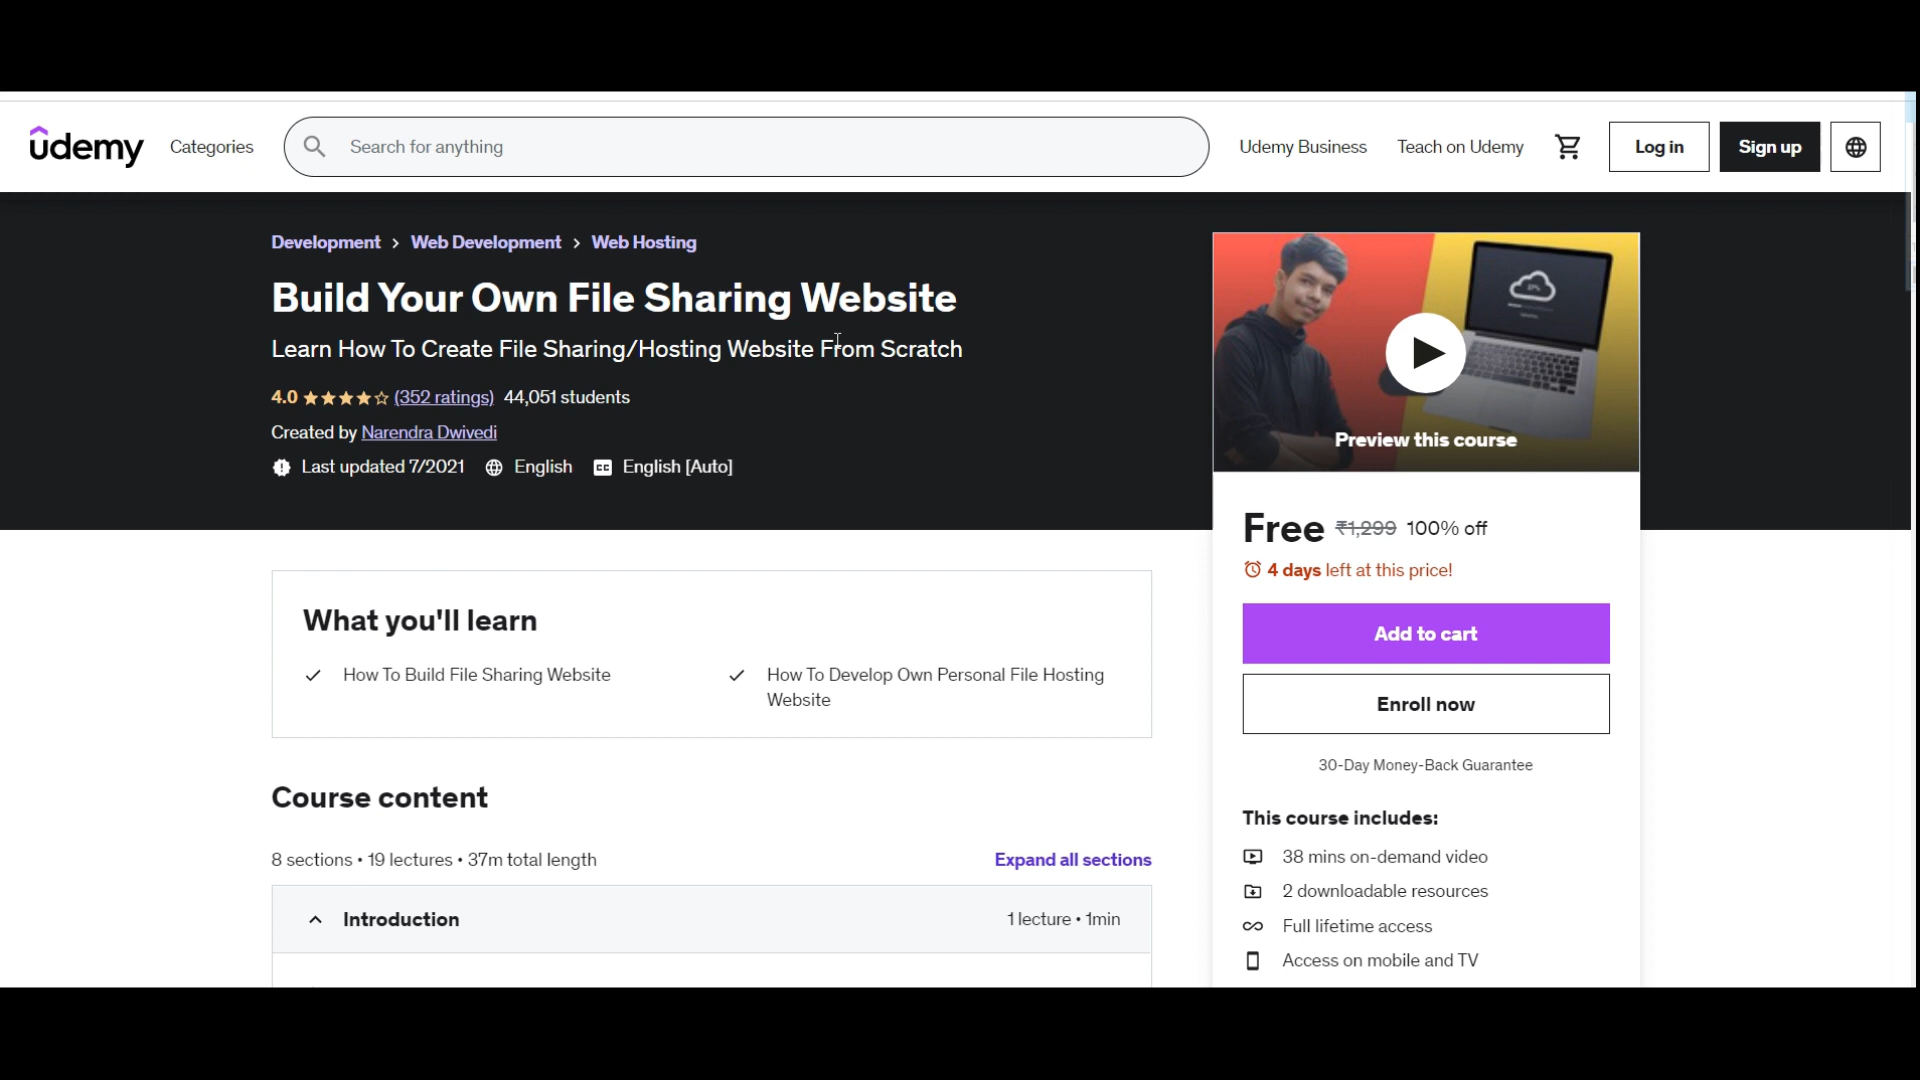 udemy
Categories
Search for anything
Udemy Business
Teach on Udemy
Log in
Sign up
Development > Web Development > Web Hosting
Build Your Own File Sharing Website
Learn How To Create File Sharing/Hosting Website From Scratch
4.0 (352 ratings) 44,051 students
Created by Narendra Dwivedi
Last updated 7/2021 English CC English [Auto]
Preview this course
Free ₹1,299 100% off
4 days left at this price!
Add to cart
Enroll now
30-Day Money-Back Guarantee
This course includes:
38 mins on-demand video
2 downloadable resources
Full lifetime access
Access on mobile and TV
What you'll learn
How To Build File Sharing Website
How To Develop Own Personal File Hosting
Website
Course content
8 sections • 19 lectures • 37m total length
Expand all sections
Introduction
1 lecture • 1min